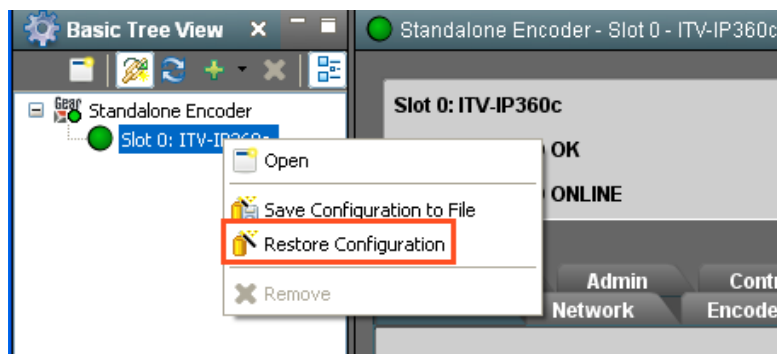 Basic Tree View
Standalone Encoder - Slot 0 - ITV-IP360c
Gear
Standalone Encoder
Slot 0: ITV-IP360c
Slot 0: ITV-IP360c
OK
ONLINE
Open
Save Configuration to File
Restore Configuration
Remove
Admin
Network